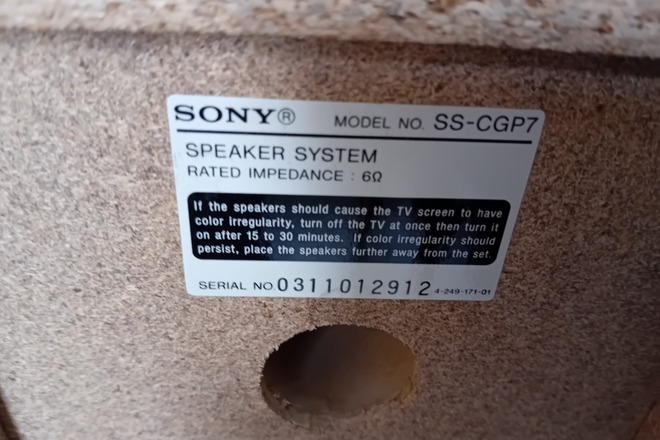 SONY® MODEL NO. SS-CGP7
SPEAKER SYSTEM
RATED IMPEDANCE : 6Ω
If the speakers should cause the TV screen to have
color irregularity, turn off the TV at once then turn it
on after 15 to 30 minutes. If color irregularity should
persist, place the speakers further away from the set.
SERIAL NO. 0311012912 4-249-171-01